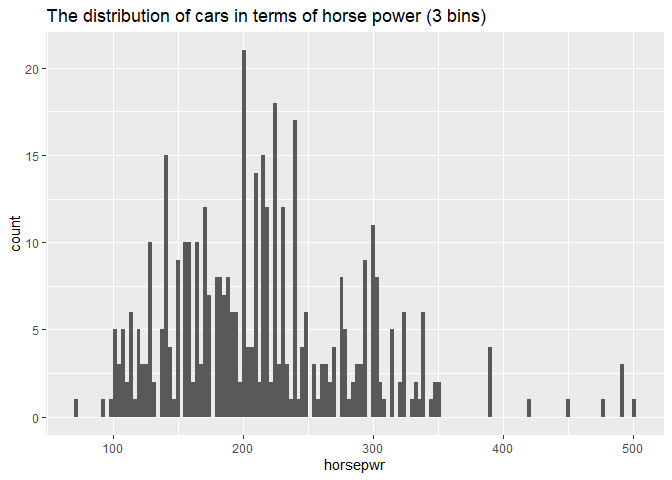 The distribution of cars in terms of horse power (3 bins)
20
15
10
5
0
count
100 200 300 400 500
horsepwr